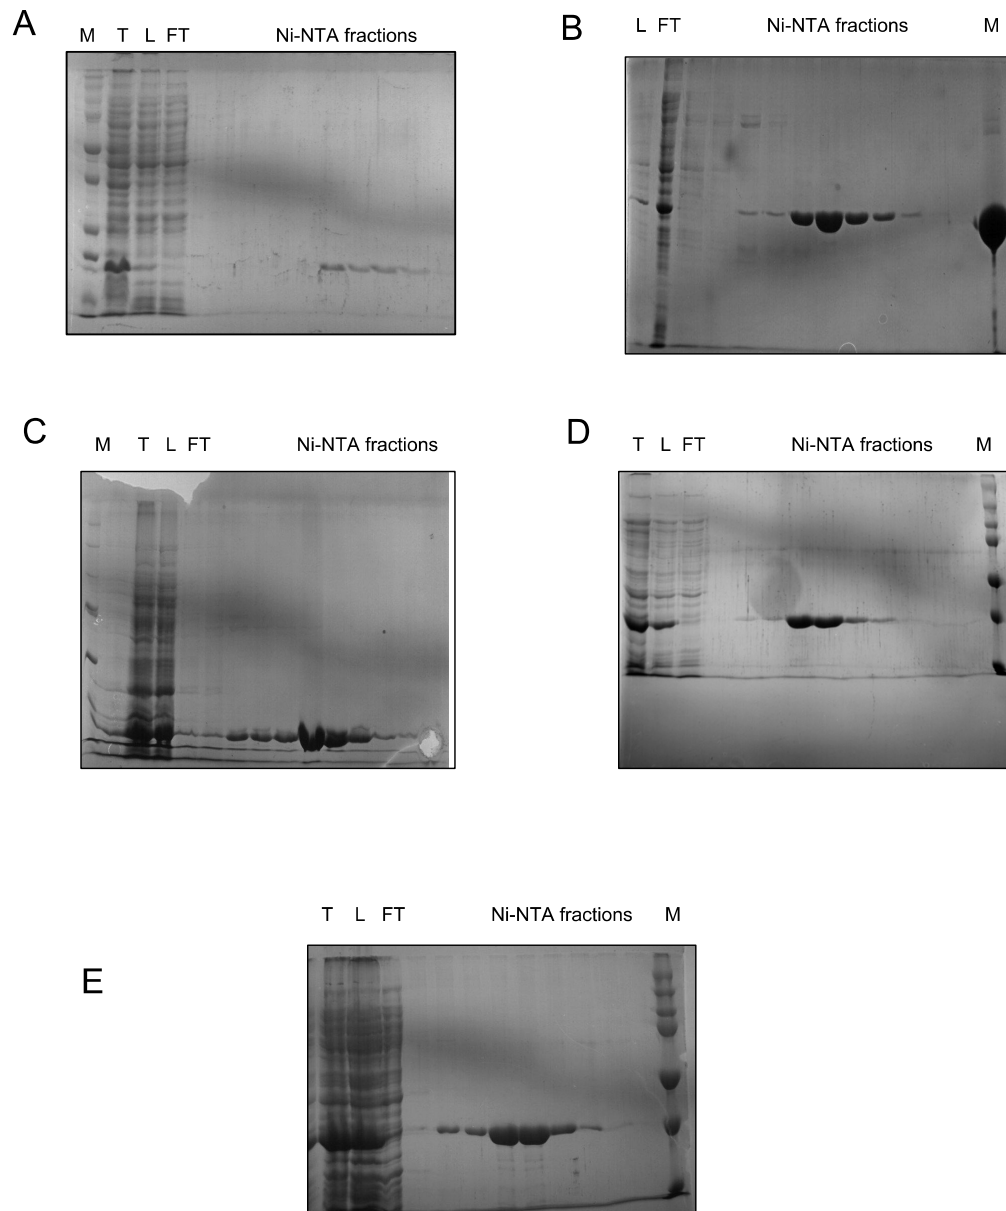 A
M T L FT Ni-NTA fractions
B
L FT Ni-NTA fractions M
C
M T L FT Ni-NTA fractions
D
T L FT Ni-NTA fractions M
T L FT Ni-NTA fractions M
E